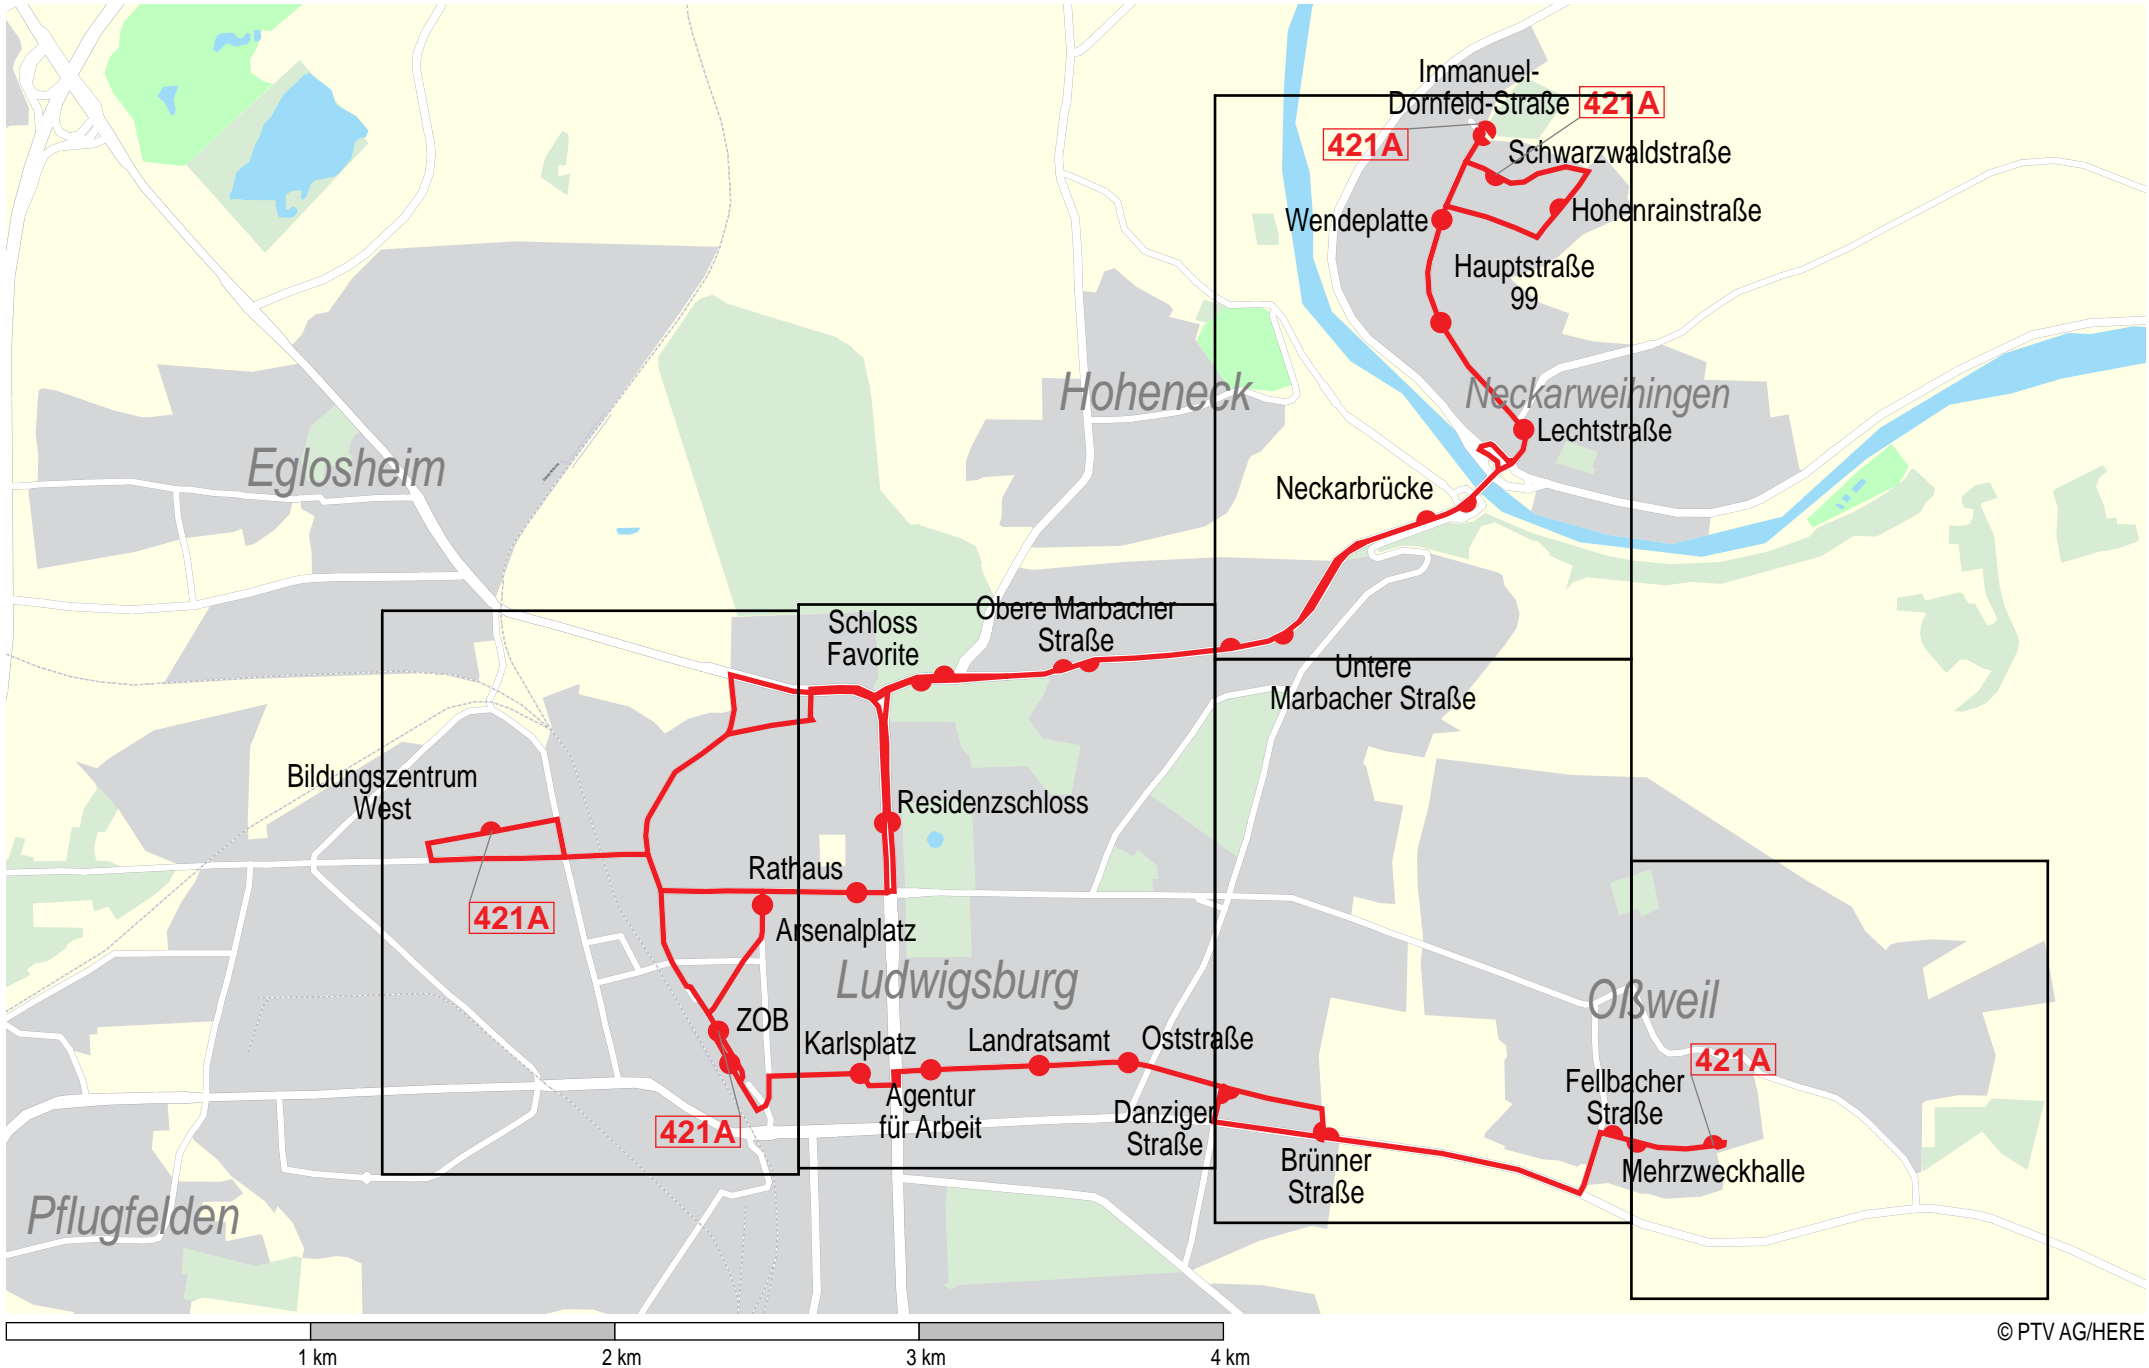 Immanuel-
Dornfeld-Straße
421A
421A
Schwarzwaldstraße
Hohenrainstraße
Wendeplatte
Hauptstraße
99
Hoheneck
Neckarweihingen
Lechtstraße
Eglosheim
Neckarbrücke
Obere Marbacher
Straße
Schloss
Favorite
Untere
Marbacher Straße
Bildungszentrum
West
Residenzschloss
Rathaus
421A
Arsenalplatz
Ludwigsburg
Oßweil
ZOB
Karlsplatz
Landratsamt
Oststraße
421A
Fellbacher
Straße
Agentur
für Arbeit
Danziger
Straße
421A
Brünner
Straße
Mehrzweckhalle
Pflugfelden
© PTV AG/HERE
1 km
2 km
3 km
4 km